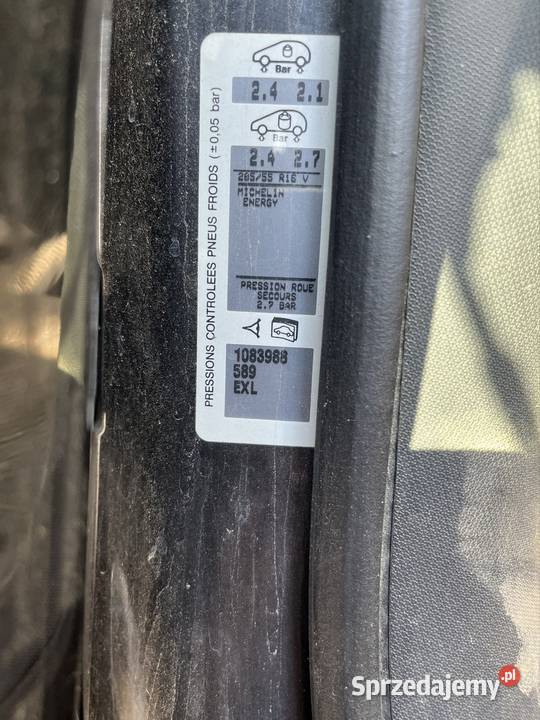 PRESSIONS CONTROLEES PNEUS FROIDS (±0,05 bar)
Bar
2.4 2.1
Bar
2.4 2.7
205/55 R16 V
MICHELIN
ENERGY
PRESSION ROUE
SECOURS
2.7 BAR
1083988
589
EXL
Sprzedajemy.pl